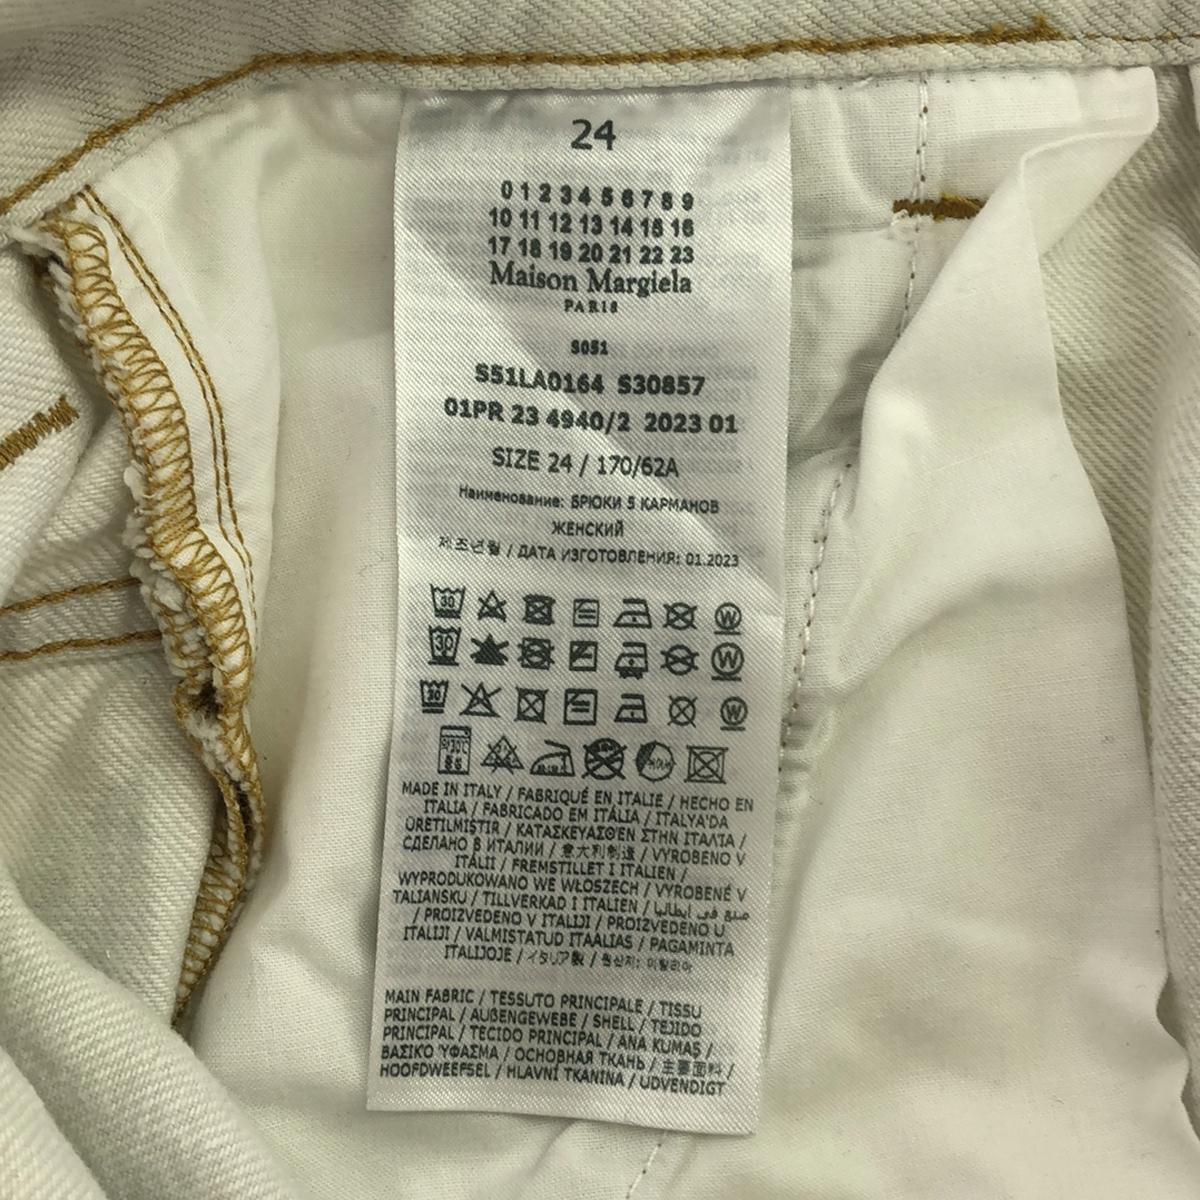 24
0 1 2 3 4 5 6 7 8 9
10 11 12 13 14 15 16
17 18 19 20 21 22 23
Maison Margiela
PARIS
S051
S51LA0164 S30857
01PR 23 4940/2 2023 01
SIZE 24 / 170/62A
Наименование: БРЮКИ 5 КАРМАНОВ
ЖЕНСКИЙ
제조년월 / ДАТА ИЗГОТОВЛЕНИЯ: 01.2023
30 W
30 W
30 W
MADE IN ITALY / FABRIQUÉ EN ITALIE / HECHO EN
ITALIA / FABRICADO EM ITÁLIA / ITALYA'DA
ÜRETILMIŞTIR / ΚΑΤΑΣΚΕΥΑΣΘΈΝ ΣΤΗΝ ΙΤΑΛΊΑ /
СДЕЛАНО В ИТАЛИИ / 意大利制造 / VYROBENO V
ITÁLII / FREMSTILLET I ITALIEN /
WYPRODUKOWANO WE WŁOSZECH / VYROBENÉ V
TALIANSKU / TILLVERKAD I ITALIEN / صنع في ايطاليا
/ PROIZVEDENO V ITALIJI / PROIZVEDENO U
ITALIJI / VALMISTATUD ITAALIAS / PAGAMINTA
ITALIJOJE / イタリア製 / 원산지: 이탈리아
MAIN FABRIC / TESSUTO PRINCIPALE / TISSU
PRINCIPAL / AUßENGEWEBE / SHELL / TEJIDO
PRINCIPAL / TECIDO PRINCIPAL / ANA KUMAŞ /
ΒΑΣΙΚΌ ΎΦΑΣΜΑ / ОСНОВНАЯ ТКАНЬ / 主要面料 /
HOOFDWEEFSEL / HLAVNÍ TKANINA / UDVENDIGT